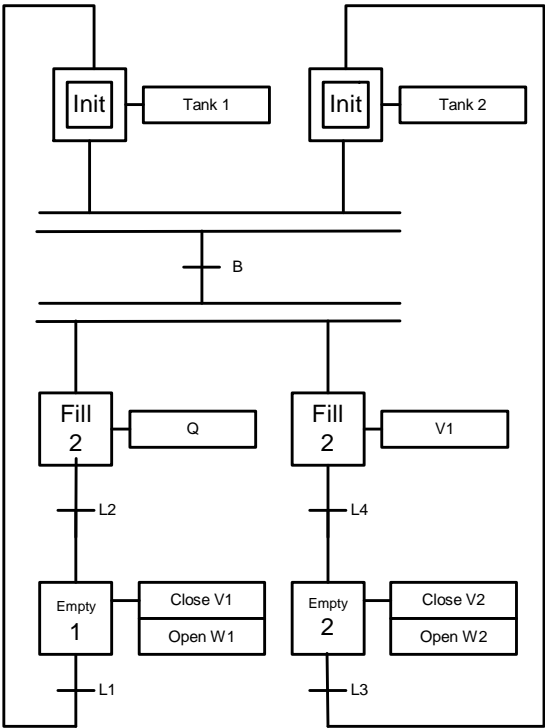 Init
Tank 1
Init
Tank 2
B
Fill
2
Q
Fill
2
V1
L2
L4
Empty
1
Close V1
Open W1
Empty
2
Close V2
Open W2
L1
L3